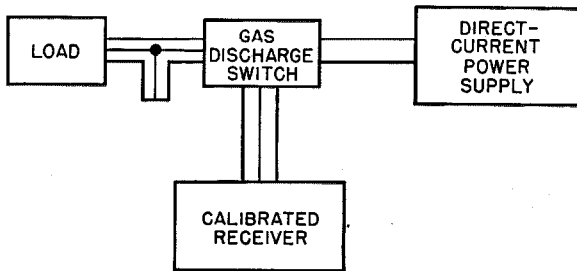 LOAD
GAS
DISCHARGE
SWITCH
DIRECT-
CURRENT
POWER
SUPPLY
CALIBRATED
RECEIVER